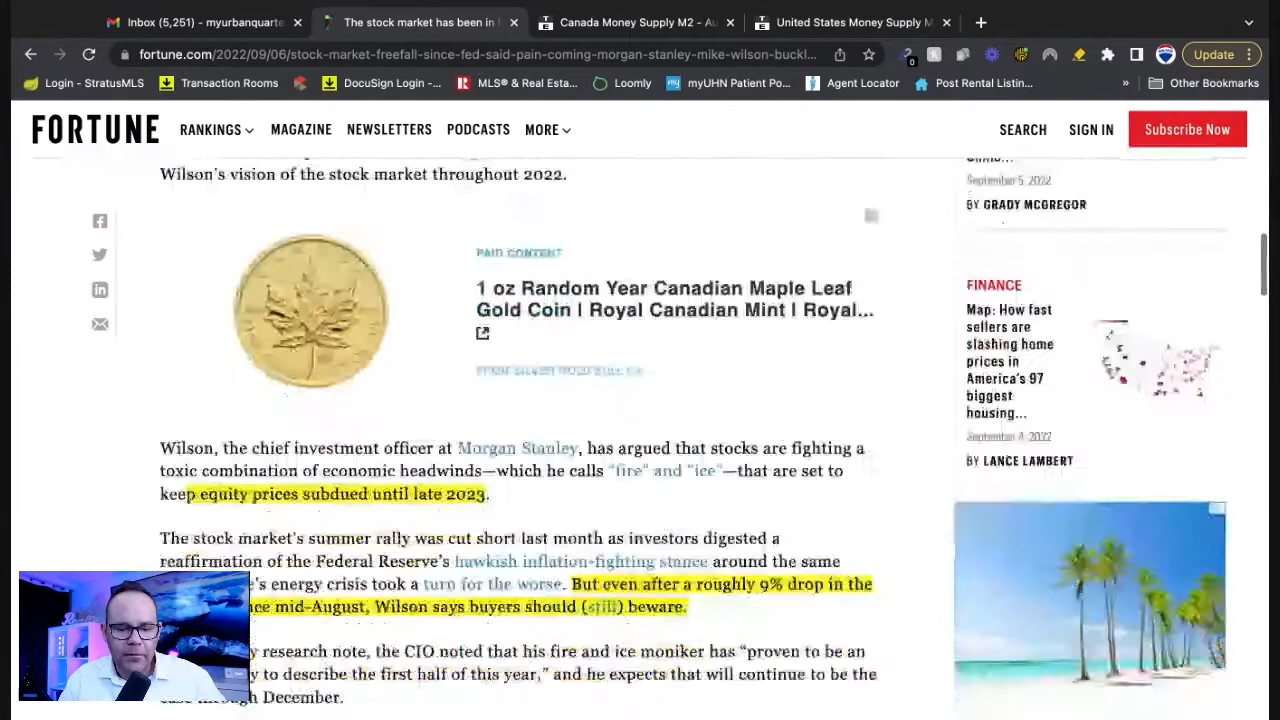 Inbox (5,251) - myurbanquarte
The stock market has been in
Canada Money Supply M2 - Au
United States Money Supply M
fortune.com/2022/09/06/stock-market-freefall-since-fed-said-pain-coming-morgan-stanley-mike-wilson-buckl...
0
Update
Login - StratusMLS
Transaction Rooms
DocuSign Login -...
MLS® & Real Esta...
Loomly
my
myUHN Patient Po...
Agent Locator
Post Rental Listin...
»
Other Bookmarks
FORTUNE
RANKINGS
MAGAZINE
NEWSLETTERS
PODCASTS
MORE
SEARCH
SIGN IN
Subscribe Now
Wilson's vision of the stock market throughout 2022.
PAID CONTENT
1 oz Random Year Canadian Maple Leaf
Gold Coin | Royal Canadian Mint | Royal...
Wilson, the chief investment officer at Morgan Stanley, has argued that stocks are fighting a
toxic combination of economic headwinds—which he calls "fire" and "ice"—that are set to
keep equity prices subdued until late 2023.
The stock market's summer rally was cut short last month as investors digested a
reaffirmation of the Federal Reserve's hawkish inflation-fighting stance around the same
's energy crisis took a turn for the worse. But even after a roughly 9% drop in the
nce mid-August, Wilson says buyers should (still) beware.
research note, the CIO noted that his fire and ice moniker has "proven to be an
y to describe the first half of this year," and he expects that will continue to be the
December.
September 5, 2022
BY GRADY MCGREGOR
FINANCE
Map: How fast
sellers are
slashing home
prices in
America's 97
biggest
housing...
September 4, 2022
BY LANCE LAMBERT